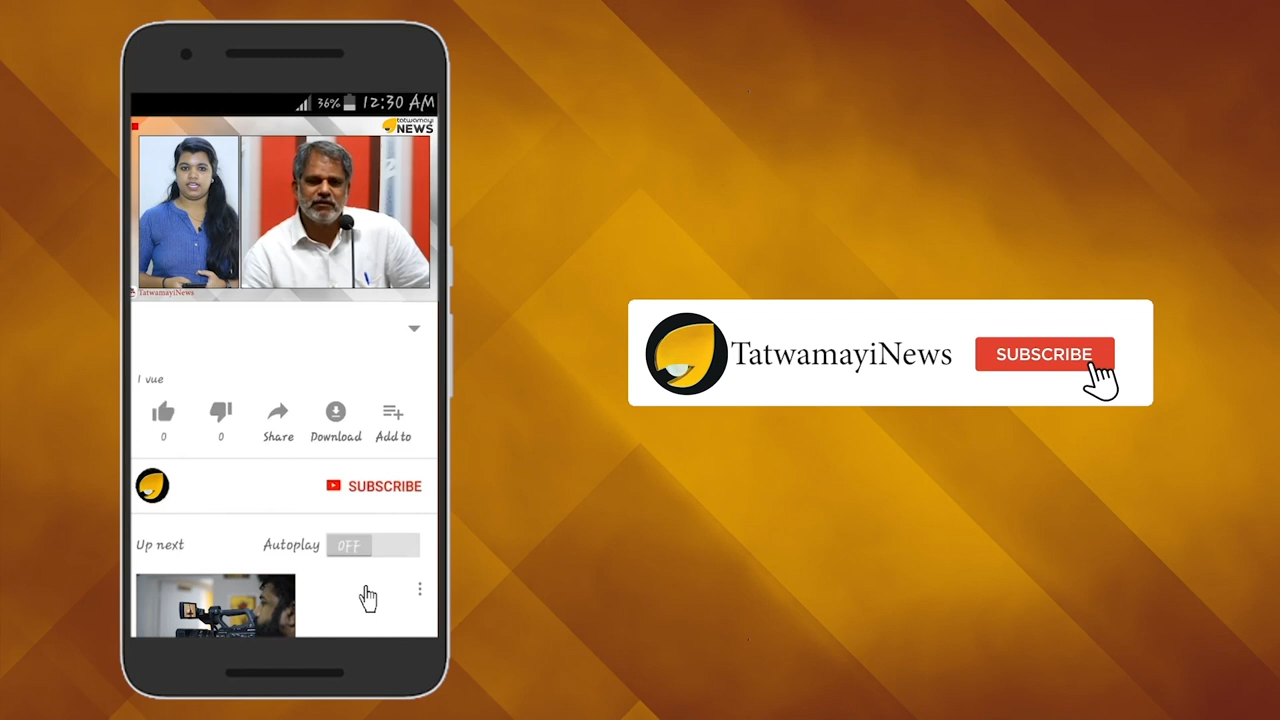 36% 12:30 AM
tatwamayi
NEWS
TatwamayiNews
1 vue
0 0 Share Download Add to
SUBSCRIBE
Up next Autoplay OFF
TatwamayiNews SUBSCRIBE